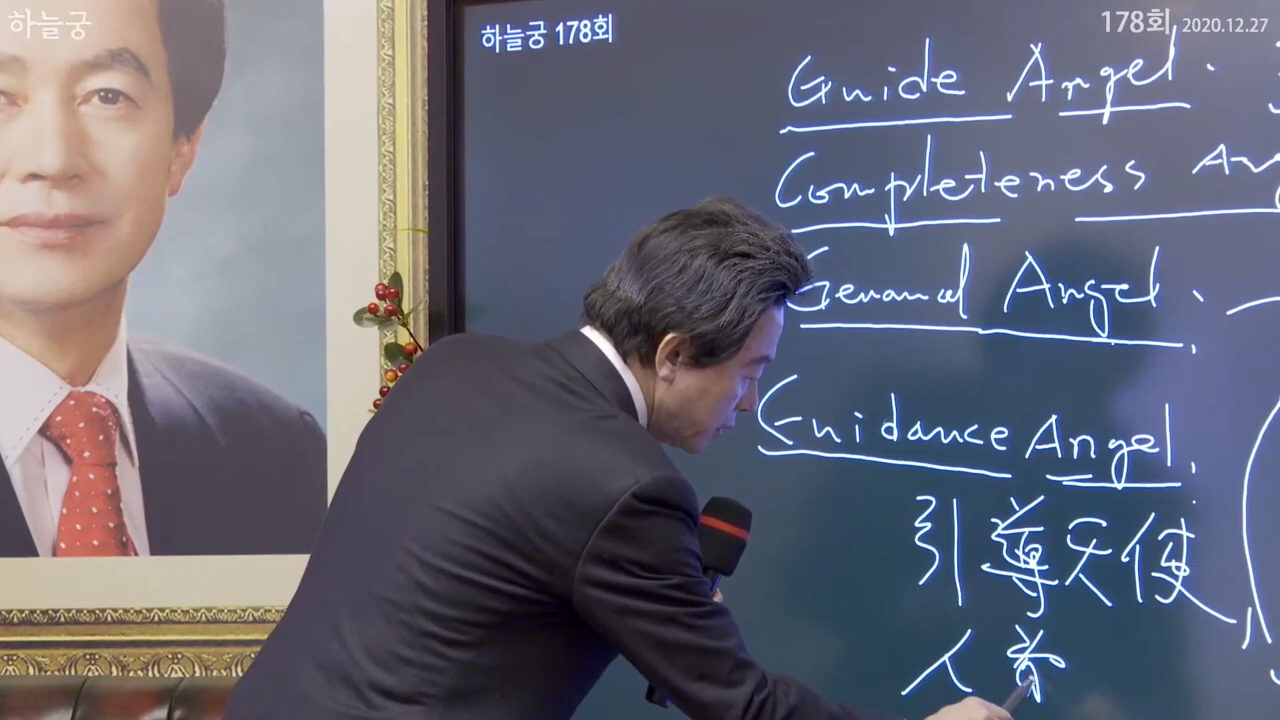 하늘궁
178회 2020.12.27
하늘궁 178회
Guide Angel.
Completeness
Angel.
Guidance Angel.
引導天使
人